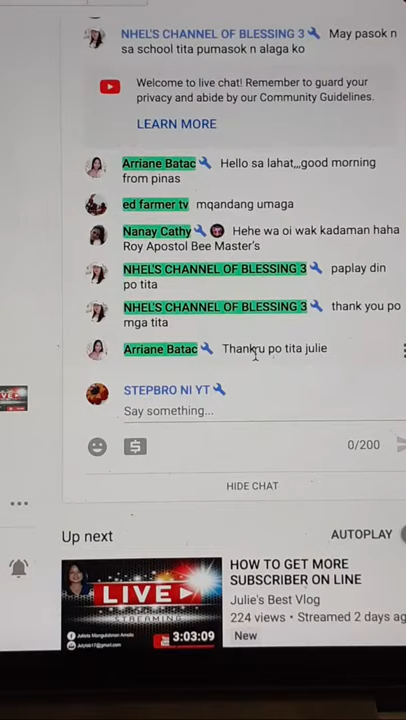 NHEL'S CHANNEL OF BLESSING 3 May pasok n
sa school tita pumasok n alaga ko
Welcome to live chat! Remember to guard your
privacy and abide by our Community Guidelines.
LEARN MORE
Arriane Batac Hello sa lahat,,,good morning
from pinas
ed farmer tv mqandang umaga
Nanay Cathy Hehe wa oi wak kadaman haha
Roy Apostol Bee Master's
NHEL'S CHANNEL OF BLESSING 3 paplay din
po tita
NHEL'S CHANNEL OF BLESSING 3 thank you po
mga tita
Arriane Batac Thankyu po tita julie
STEPBRO NI YT
Say something...
0/200
HIDE CHAT
Up next
AUTOPLAY
LIVE
STREAMING
3:03:09
HOW TO GET MORE
SUBSCRIBER ON LINE
Julie's Best Vlog
224 views • Streamed 2 days ag
New